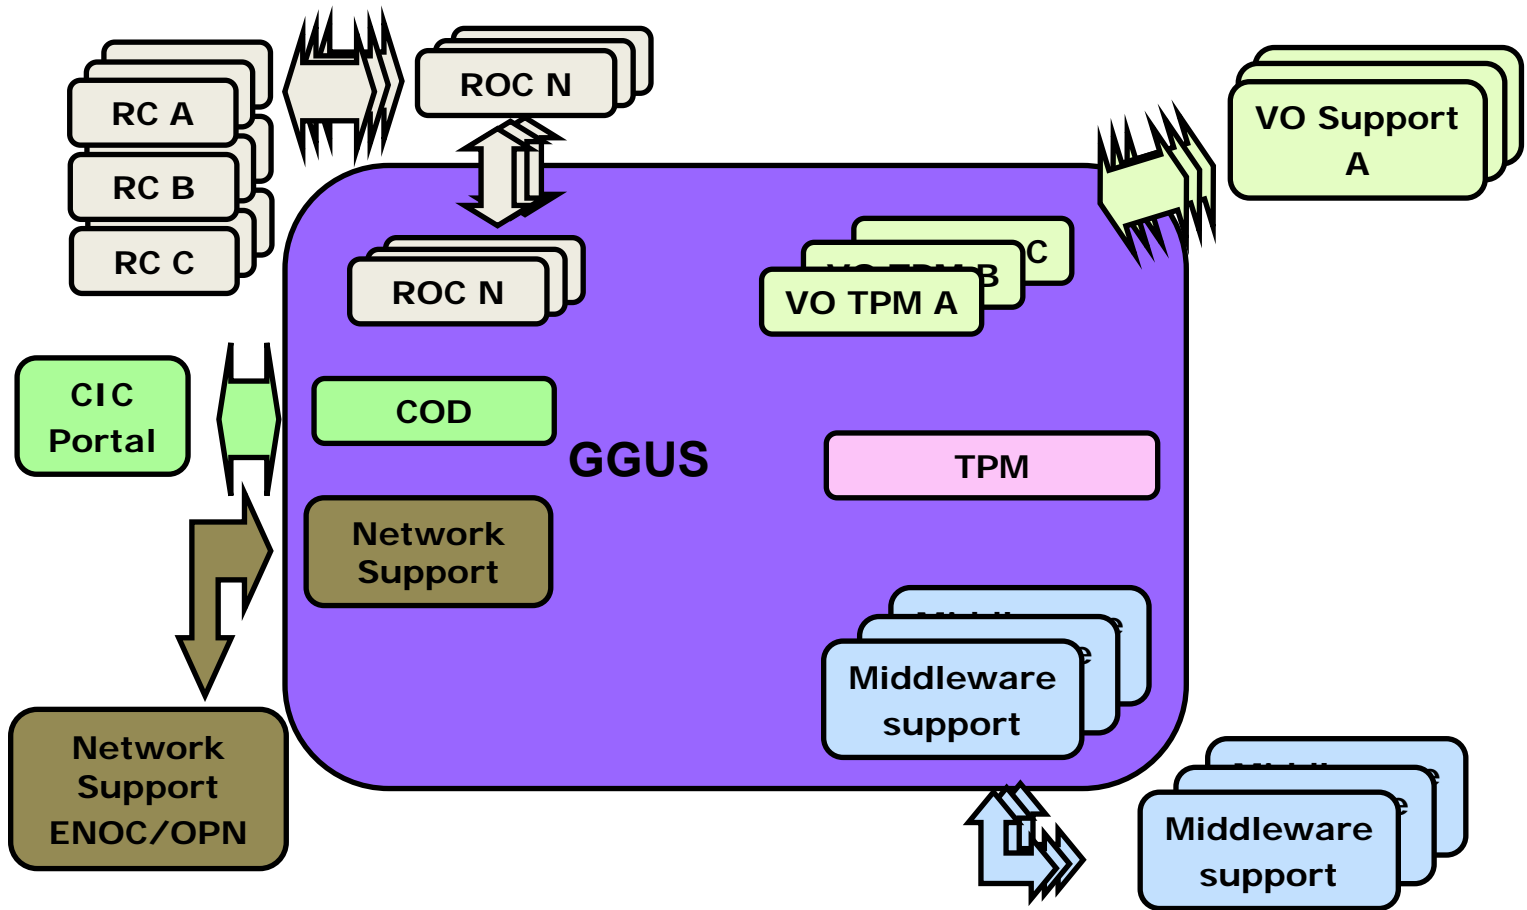 ROC N
RC A
RC B
RC C
VO Support
A
ROC N
C
B
VO TPM A
CIC
Portal
COD
GGUS
TPM
Network
Support
Middleware
support
Network
Support
ENOC/OPN
Middleware
support